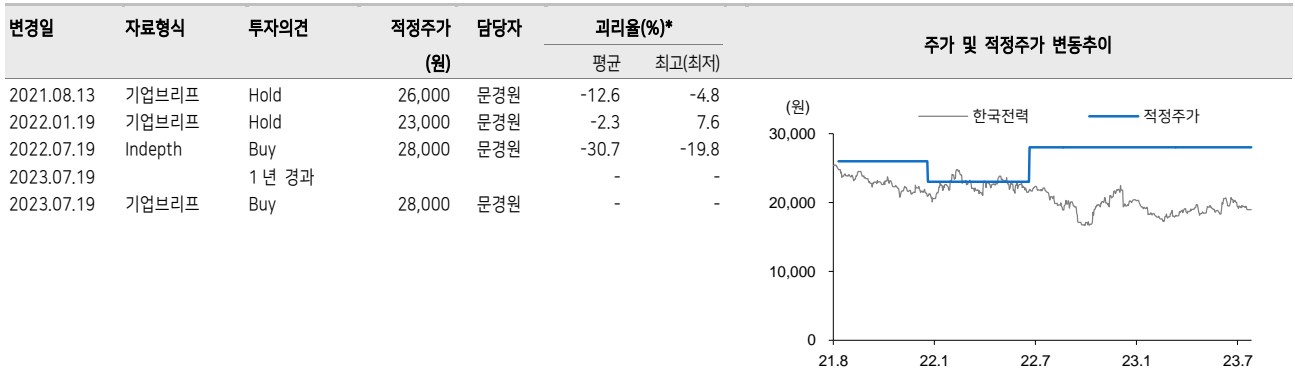 변경일 자료형식 투자의견 적정주가 담당자 괴리율(%)* 주가 및 적정주가 변동추이
(원) 평균 최고(최저)
2021.08.13 기업브리프 Hold 26,000 문경원 -12.6 -4.8
2022.01.19 기업브리프 Hold 23,000 문경원 -2.3 7.6
2022.07.19 Indepth Buy 28,000 문경원 -30.7 -19.8
2023.07.19 1년 경과 - -
2023.07.19 기업브리프 Buy 28,000 문경원 - -
(원)
한국전력 적정주가
30,000
20,000
10,000
0
21.8 22.1 22.7 23.1 23.7